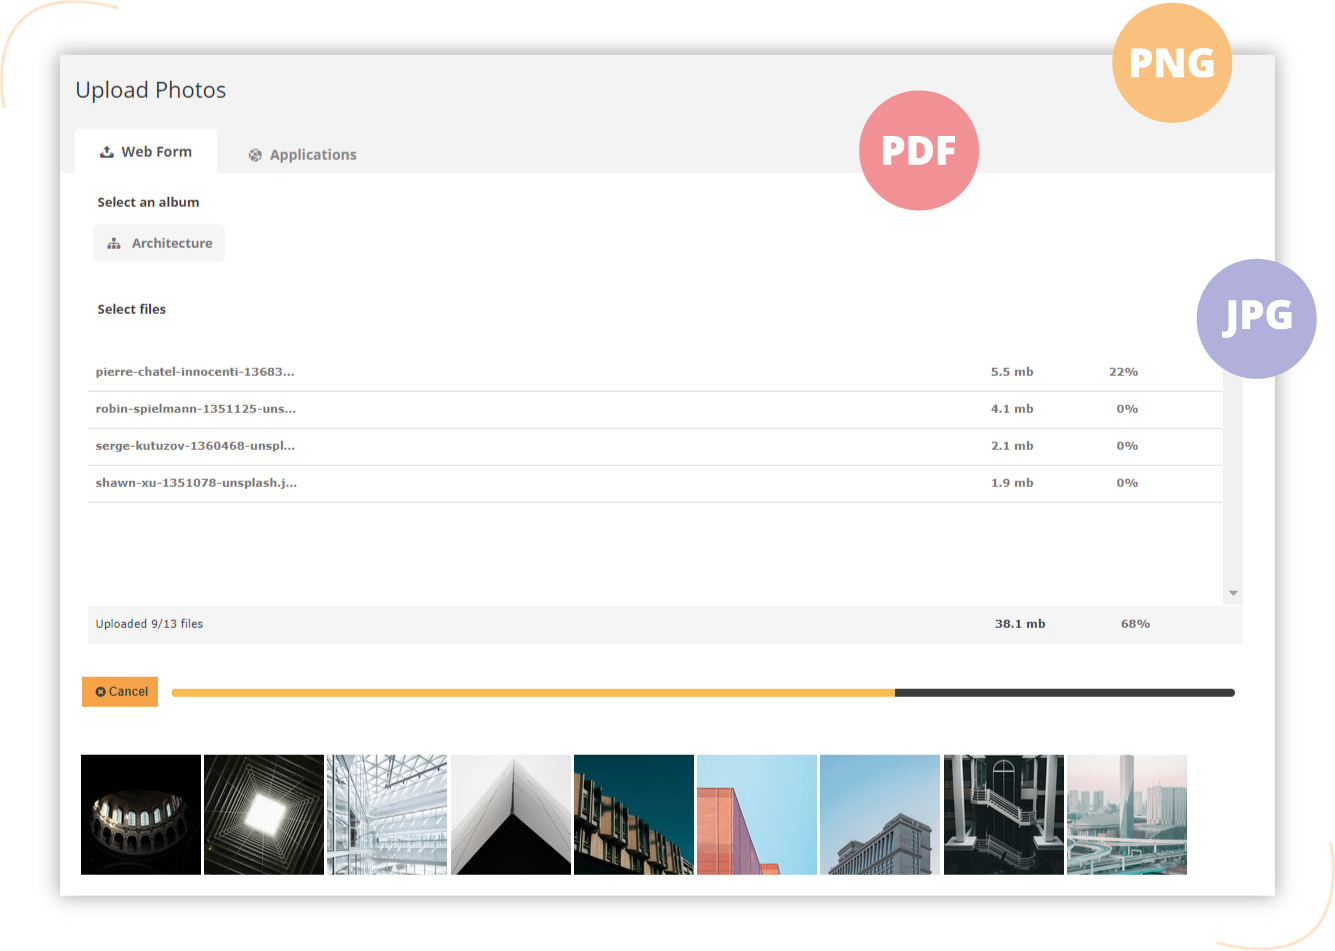 PNG
Upload Photos
PDF
Web Form
Applications
Select an album
Architecture
JPG
Select files
pierre-chatel-innocenti-13683... 5.5 mb 22%
robin-spielmann-1351125-uns... 4.1 mb 0%
serge-kutuzov-1360468-unspl... 2.1 mb 0%
shawn-xu-1351078-unsplash.j... 1.9 mb 0%
Uploaded 9/13 files 38.1 mb 68%
Cancel